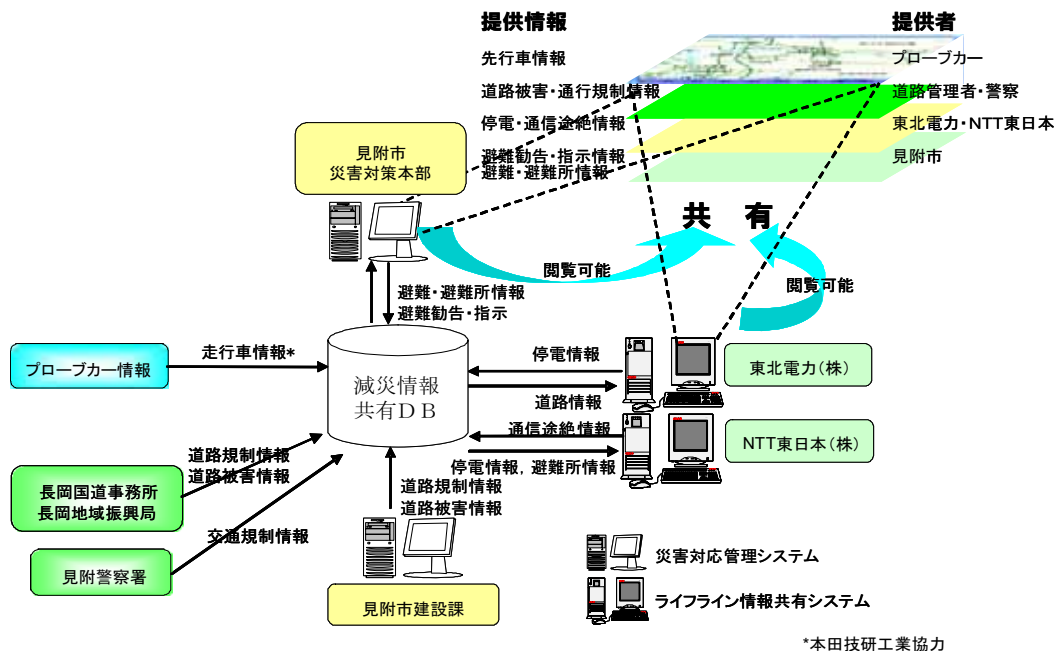 提供情報
提供者
先行車情報
プローブカー
道路被害・通行規制情報
道路管理者・警察
停電・通信途絶情報
東北電力・NTT東日本
避難勧告・指示情報
避難・避難所情報
見附市
見附市
災害対策本部
共 有
閲覧可能
閲覧可能
避難・避難所情報
避難勧告・指示
プローブカー情報
走行車情報*
減災情報
共有DB
停電情報
道路情報
東北電力(株)
通信途絶情報
停電情報, 避難所情報
NTT東日本(株)
道路規制情報
道路被害情報
長岡国道事務所
長岡地域振興局
交通規制情報
見附警察署
道路規制情報
道路被害情報
見附市建設課
災害対応管理システム
ライフライン情報共有システム
*本田技研工業協力